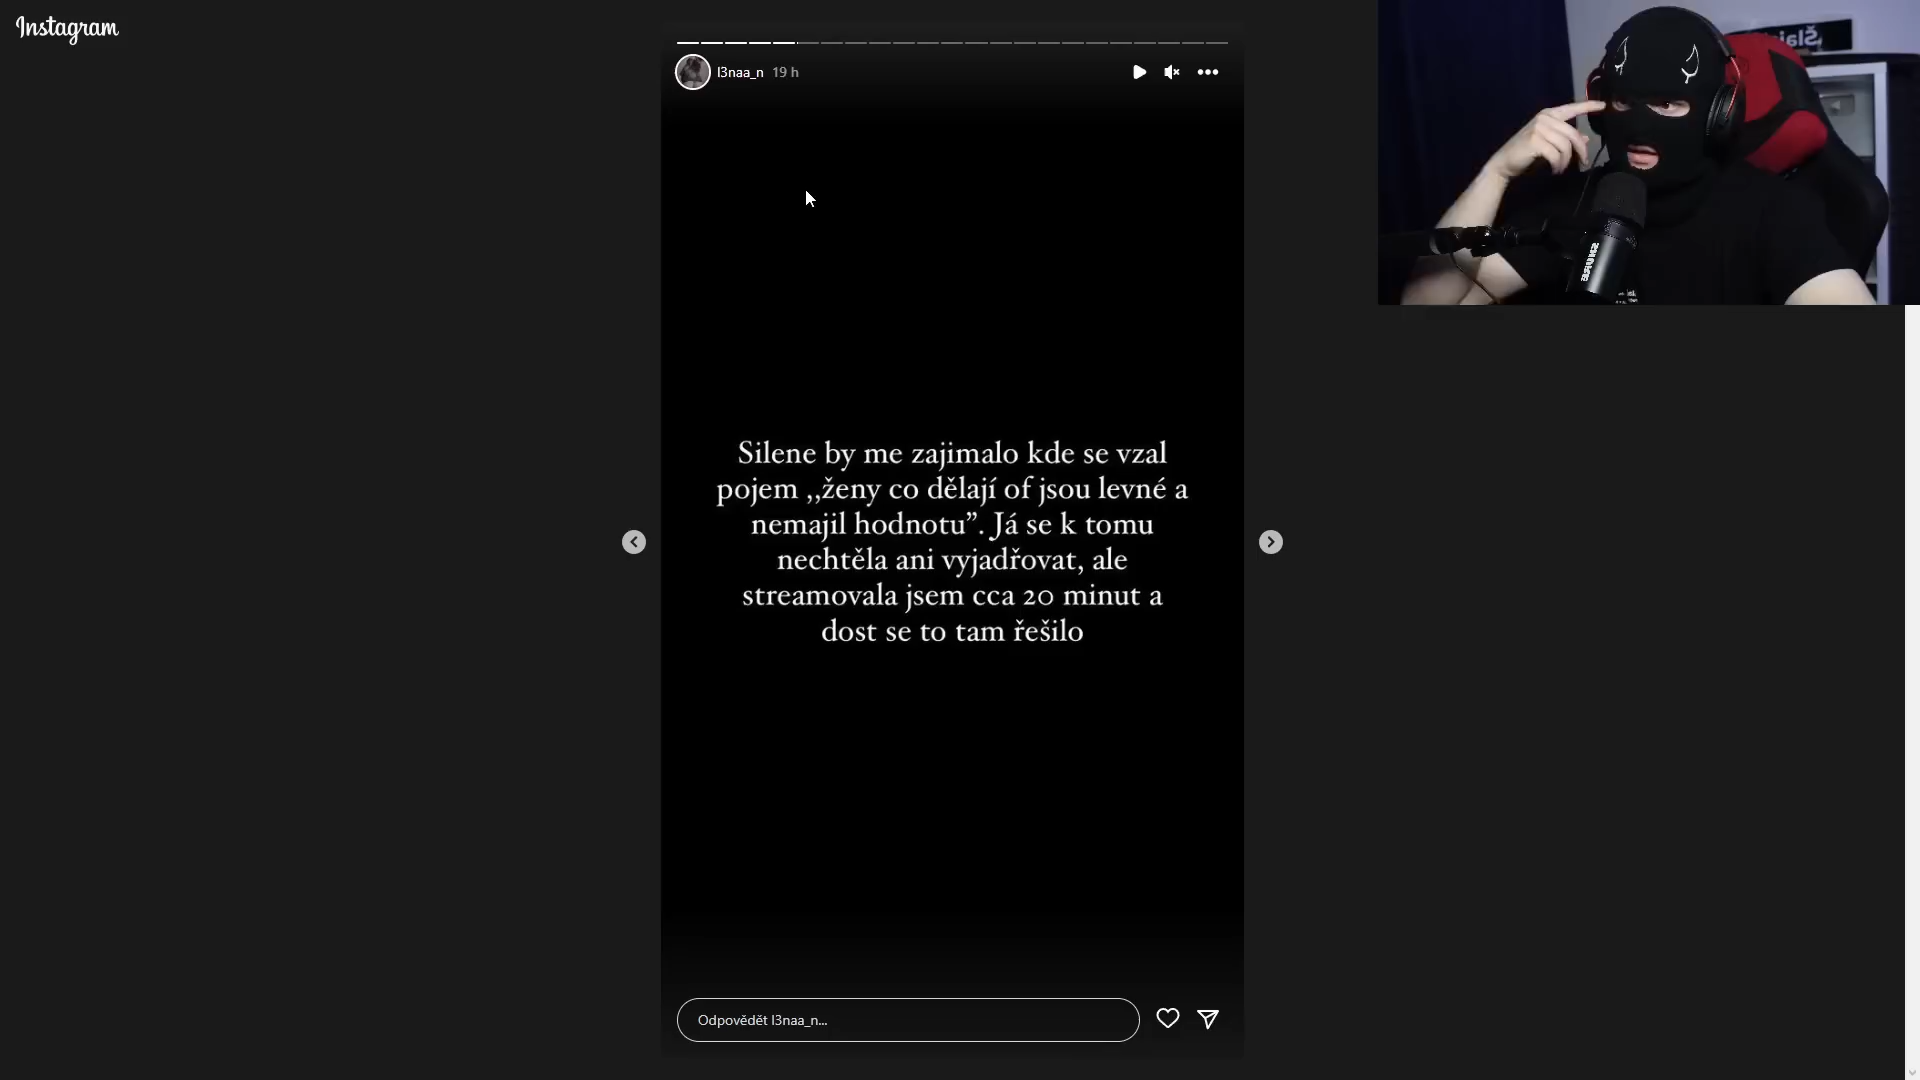 Instagram
l3naa_n 19 h
Silene by me zajimalo kde se vzal
pojem ,,ženy co dělají of jsou levné a
nemajil hodnotu”. Já se k tomu
nechtěla ani vyjadřovat, ale
streamovala jsem cca 20 minut a
dost se to tam řešilo
Odpovědět l3naa_n...